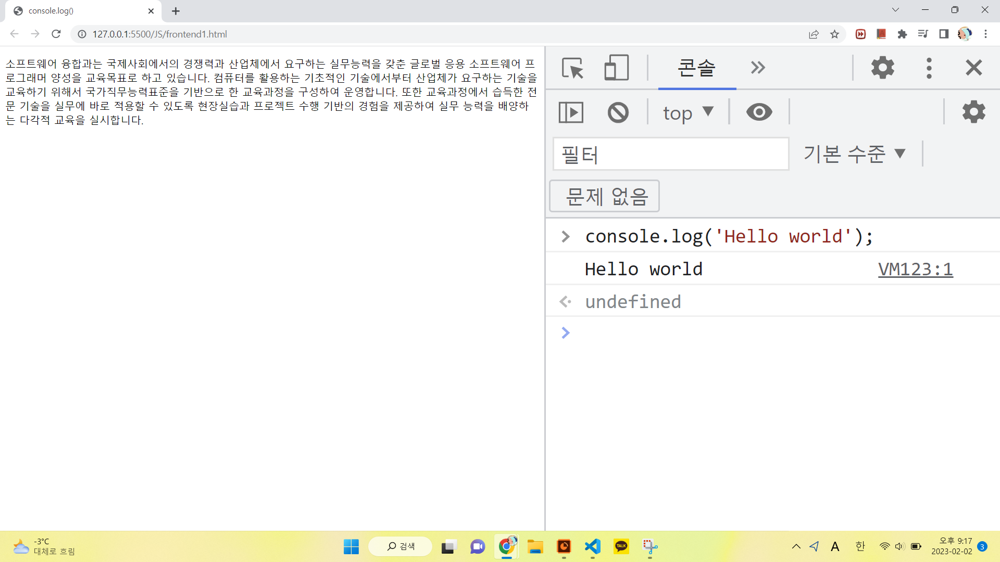 console.log()
127.0.0.1:5500/JS/frontend1.html
소프트웨어 융합과는 국제사회에서의 경쟁력과 산업체에서 요구하는 실무능력을 갖춘 글로벌 응용 소프트웨어 프
로그래머 양성을 교육목표로 하고 있습니다. 컴퓨터를 활용하는 기초적인 기술에서부터 산업체가 요구하는 기술을
교육하기 위해서 국가직무능력표준을 기반으로 한 교육과정을 구성하여 운영합니다. 또한 교육과정에서 습득한 전
문 기술을 실무에 바로 적용할 수 있도록 현장실습과 프로젝트 수행 기반의 경험을 제공하여 실무 능력을 배양하
는 다각적 교육을 실시합니다.
콘솔
top
필터
기본 수준
문제 없음
console.log('Hello world');
Hello world VM123:1
undefined
-3°C
대체로 흐림
검색
TALK
A 한
오후 9:17
2023-02-02
3